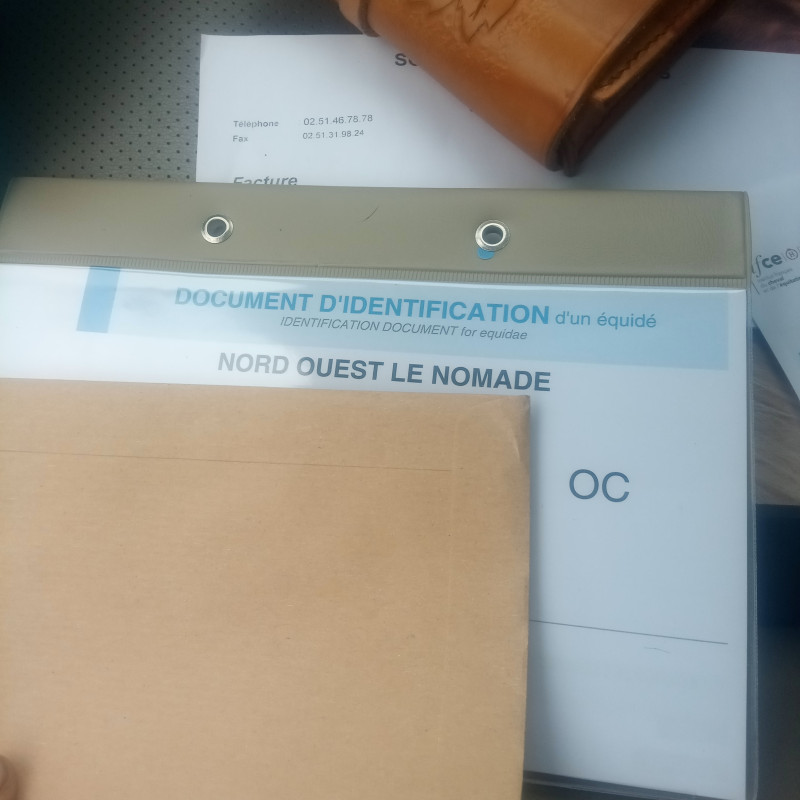 Téléphone 02.51.46.78.78
Fax 02.51.31.98.24
Facture
ifce
DOCUMENT D'IDENTIFICATION d'un équidé
IDENTIFICATION DOCUMENT for equidae
NORD OUEST LE NOMADE
OC